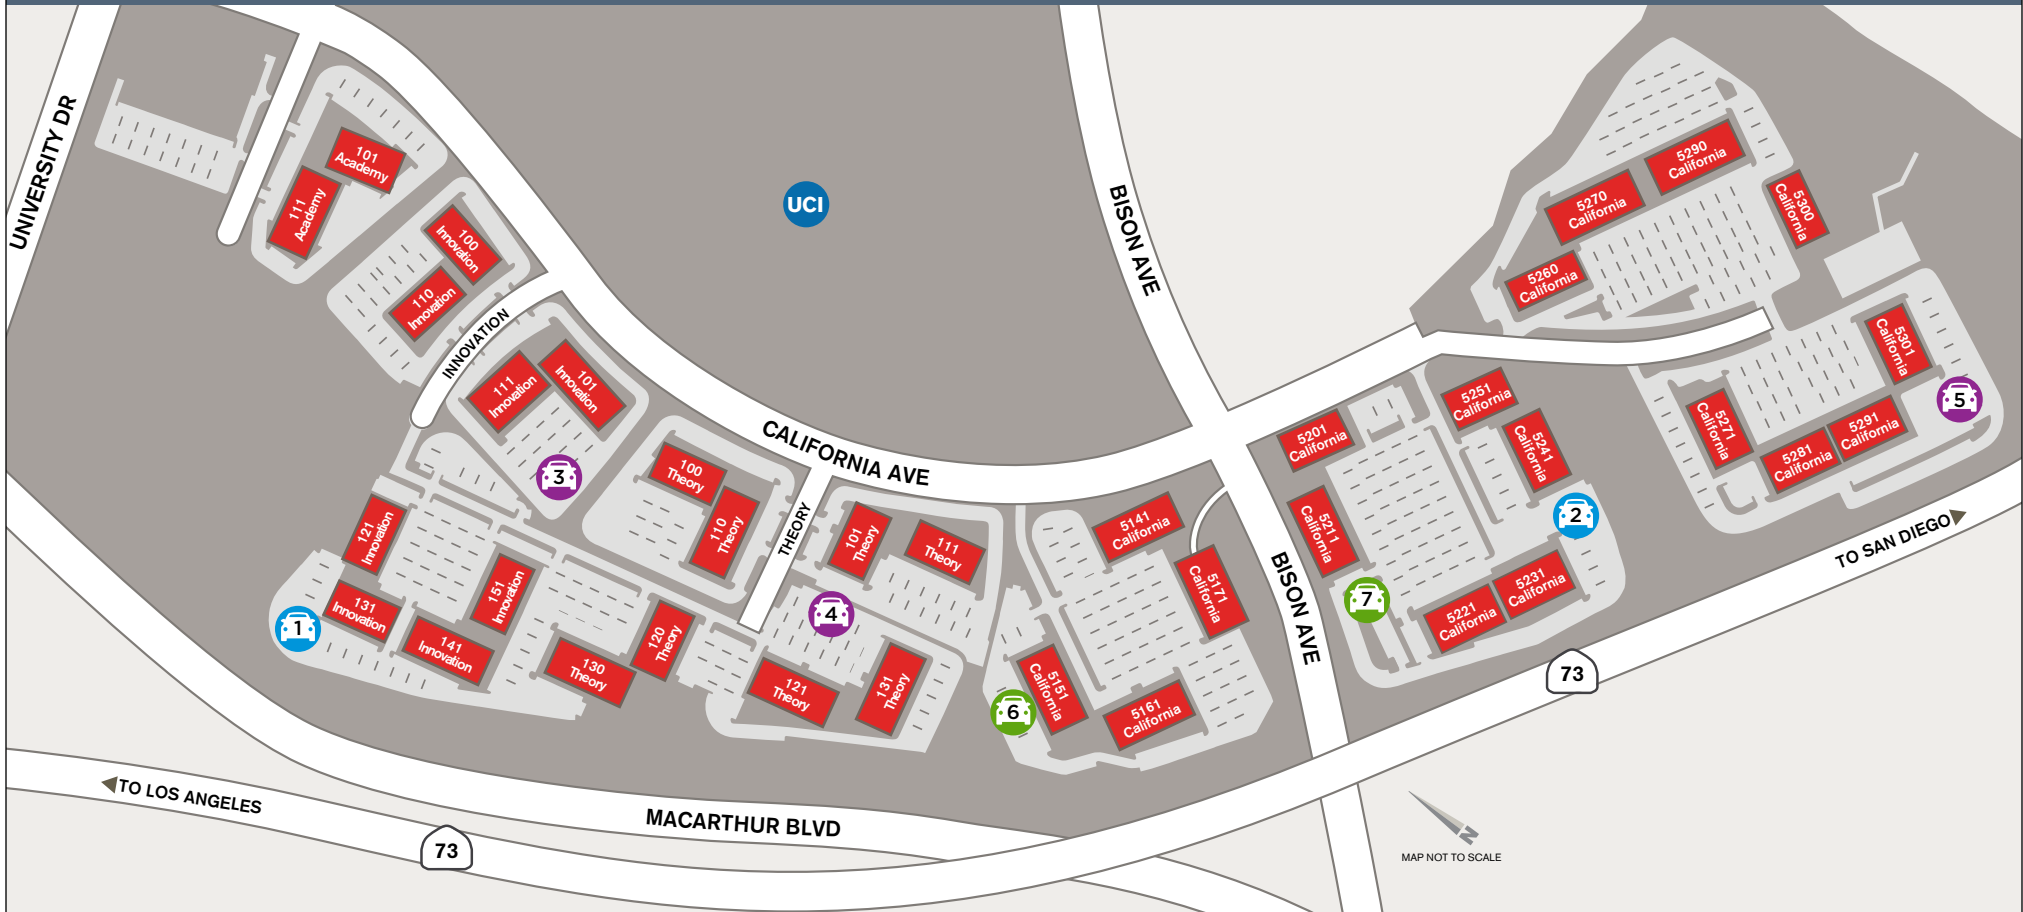 UNIVERSITY DR
101
Academy
111
Academy
100
Innovation
110
Innovation
INNOVATION
111
Innovation
101
Innovation
3
UCI
CALIFORNIA AVE
BISON AVE
100
Theory
110
Theory
THEORY
101
Theory
111
Theory
4
121
Innovation
131
Innovation
1
141
Innovation
151
Innovation
130
Theory
120
Theory
121
Theory
131
Theory
5141
California
5171
California
5151
California
5161
California
6
BISON AVE
5201
California
5211
California
7
5221
California
5231
California
2
5241
California
5251
California
5260
California
5270
California
5290
California
5300
California
5301
California
5
5271
California
5281
California
5291
California
TO SAN DIEGO
73
TO LOS ANGELES
73
MACARTHUR BLVD
N
MAP NOT TO SCALE